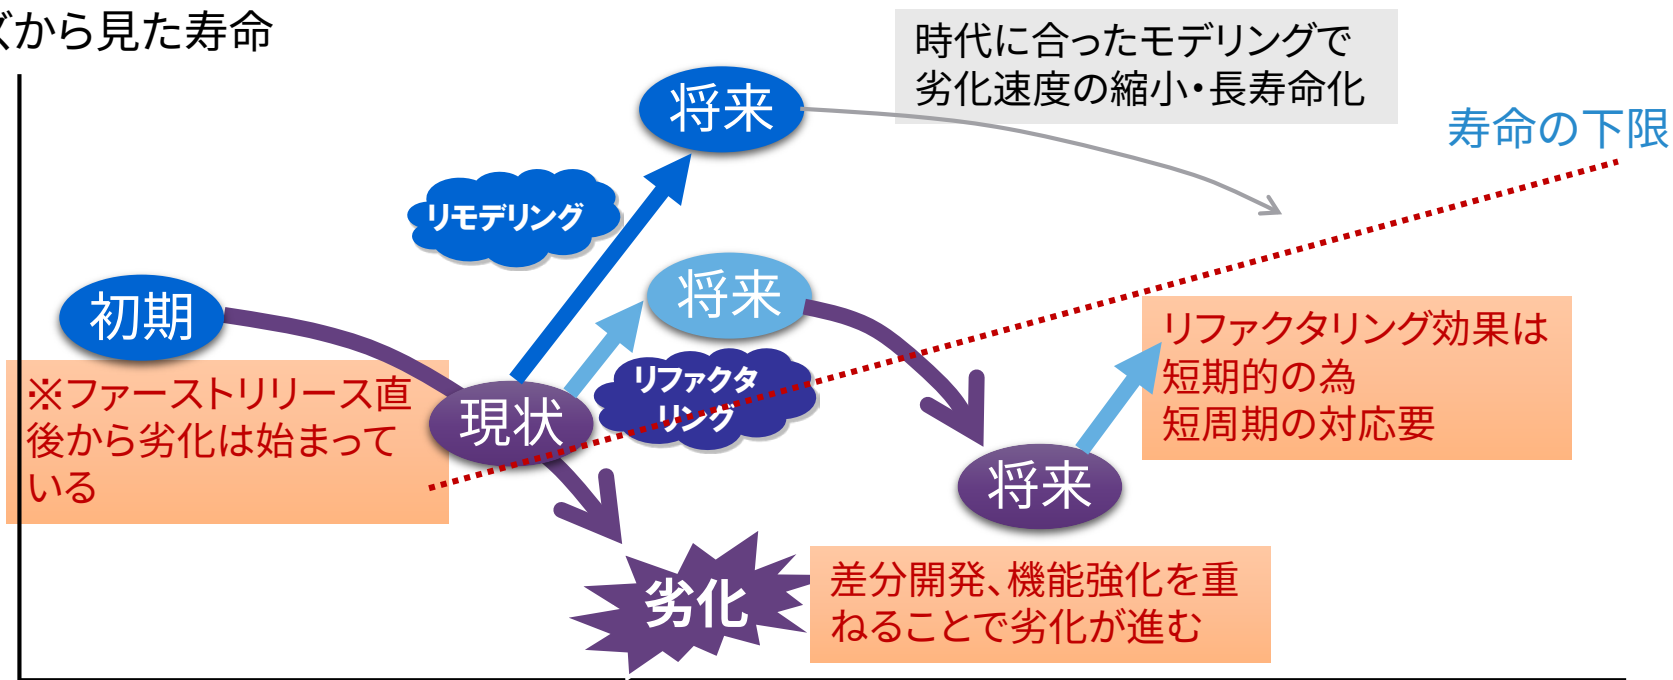 ズから見た寿命
時代に合ったモデリングで
劣化速度の縮小・長寿命化
将来
寿命の下限
リモデリング
初期
将来
リファクタ
リング
リファクタリング効果は
短期的の為
短周期の対応要
※ファーストリリース直
後から劣化は始まって
いる
現状
将来
劣化
差分開発、機能強化を重
ねることで劣化が進む